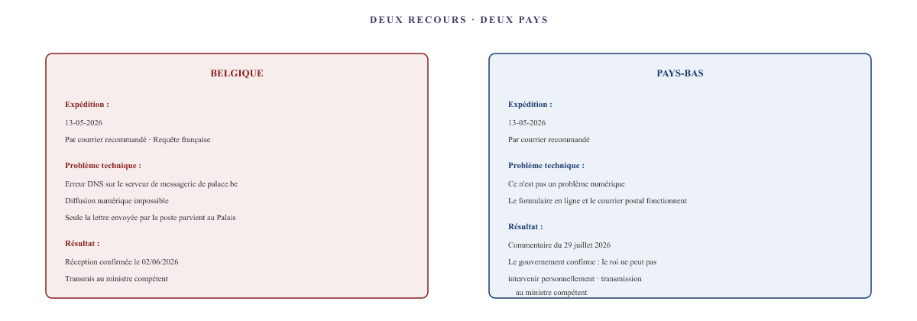 DEUX RECOURS · DEUX PAYS
BELGIQUE
Expédition :
13-05-2026
Par courrier recommandé · Requête française
Problème technique :
Erreur DNS sur le serveur de messagerie de palace.be
Diffusion numérique impossible
Seule la lettre envoyée par la poste parvient au Palais
Résultat :
Réception confirmée le 02/06/2026
Transmis au ministre compétent
PAYS-BAS
Expédition :
13-05-2026
Par courrier recommandé
Problème technique :
Ce n'est pas un problème numérique
Le formulaire en ligne et le courrier postal fonctionnent
Résultat :
Commentaire du 29 juillet 2026
Le gouvernement confirme : le roi ne peut pas
intervenir personnellement · transmission
au ministre compétent